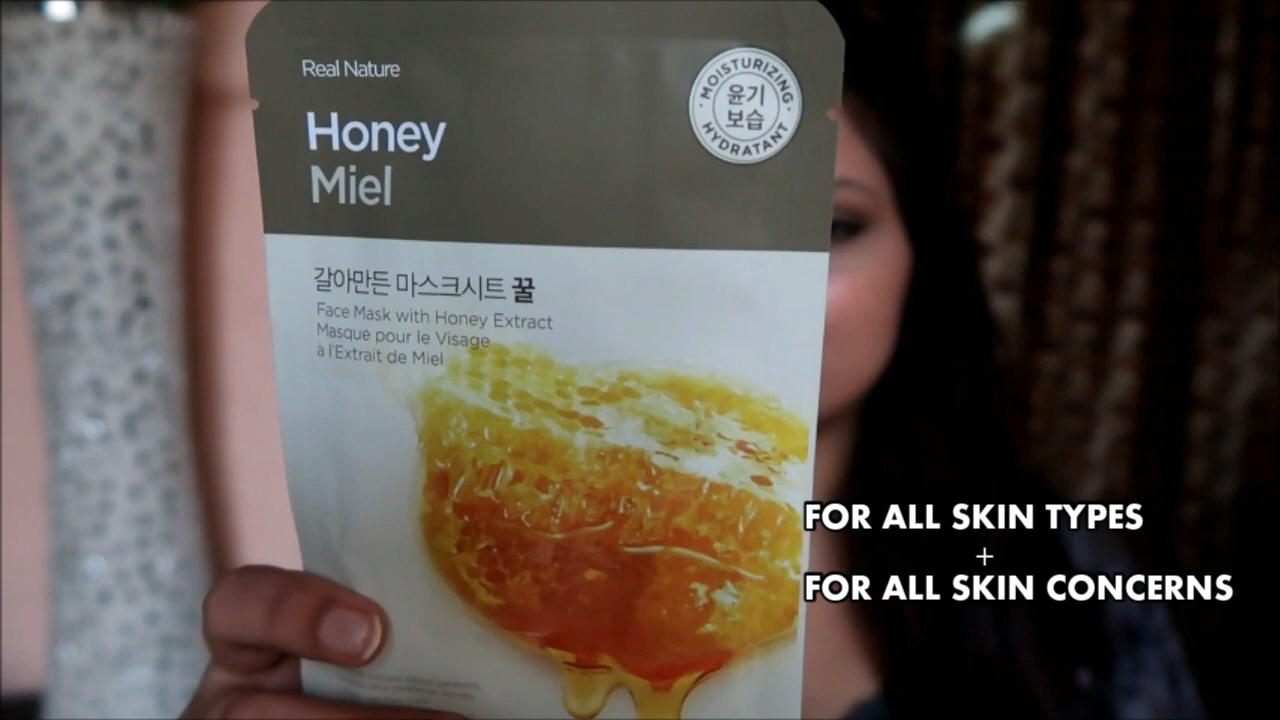 Real Nature
MOISTURIZING
윤기
보습
HYDRATANT
Honey
Miel
갈아만든 마스크시트 꿀
Face Mask with Honey Extract
Masque pour le Visage
à l'Extrait de Miel
FOR ALL SKIN TYPES
+
FOR ALL SKIN CONCERNS